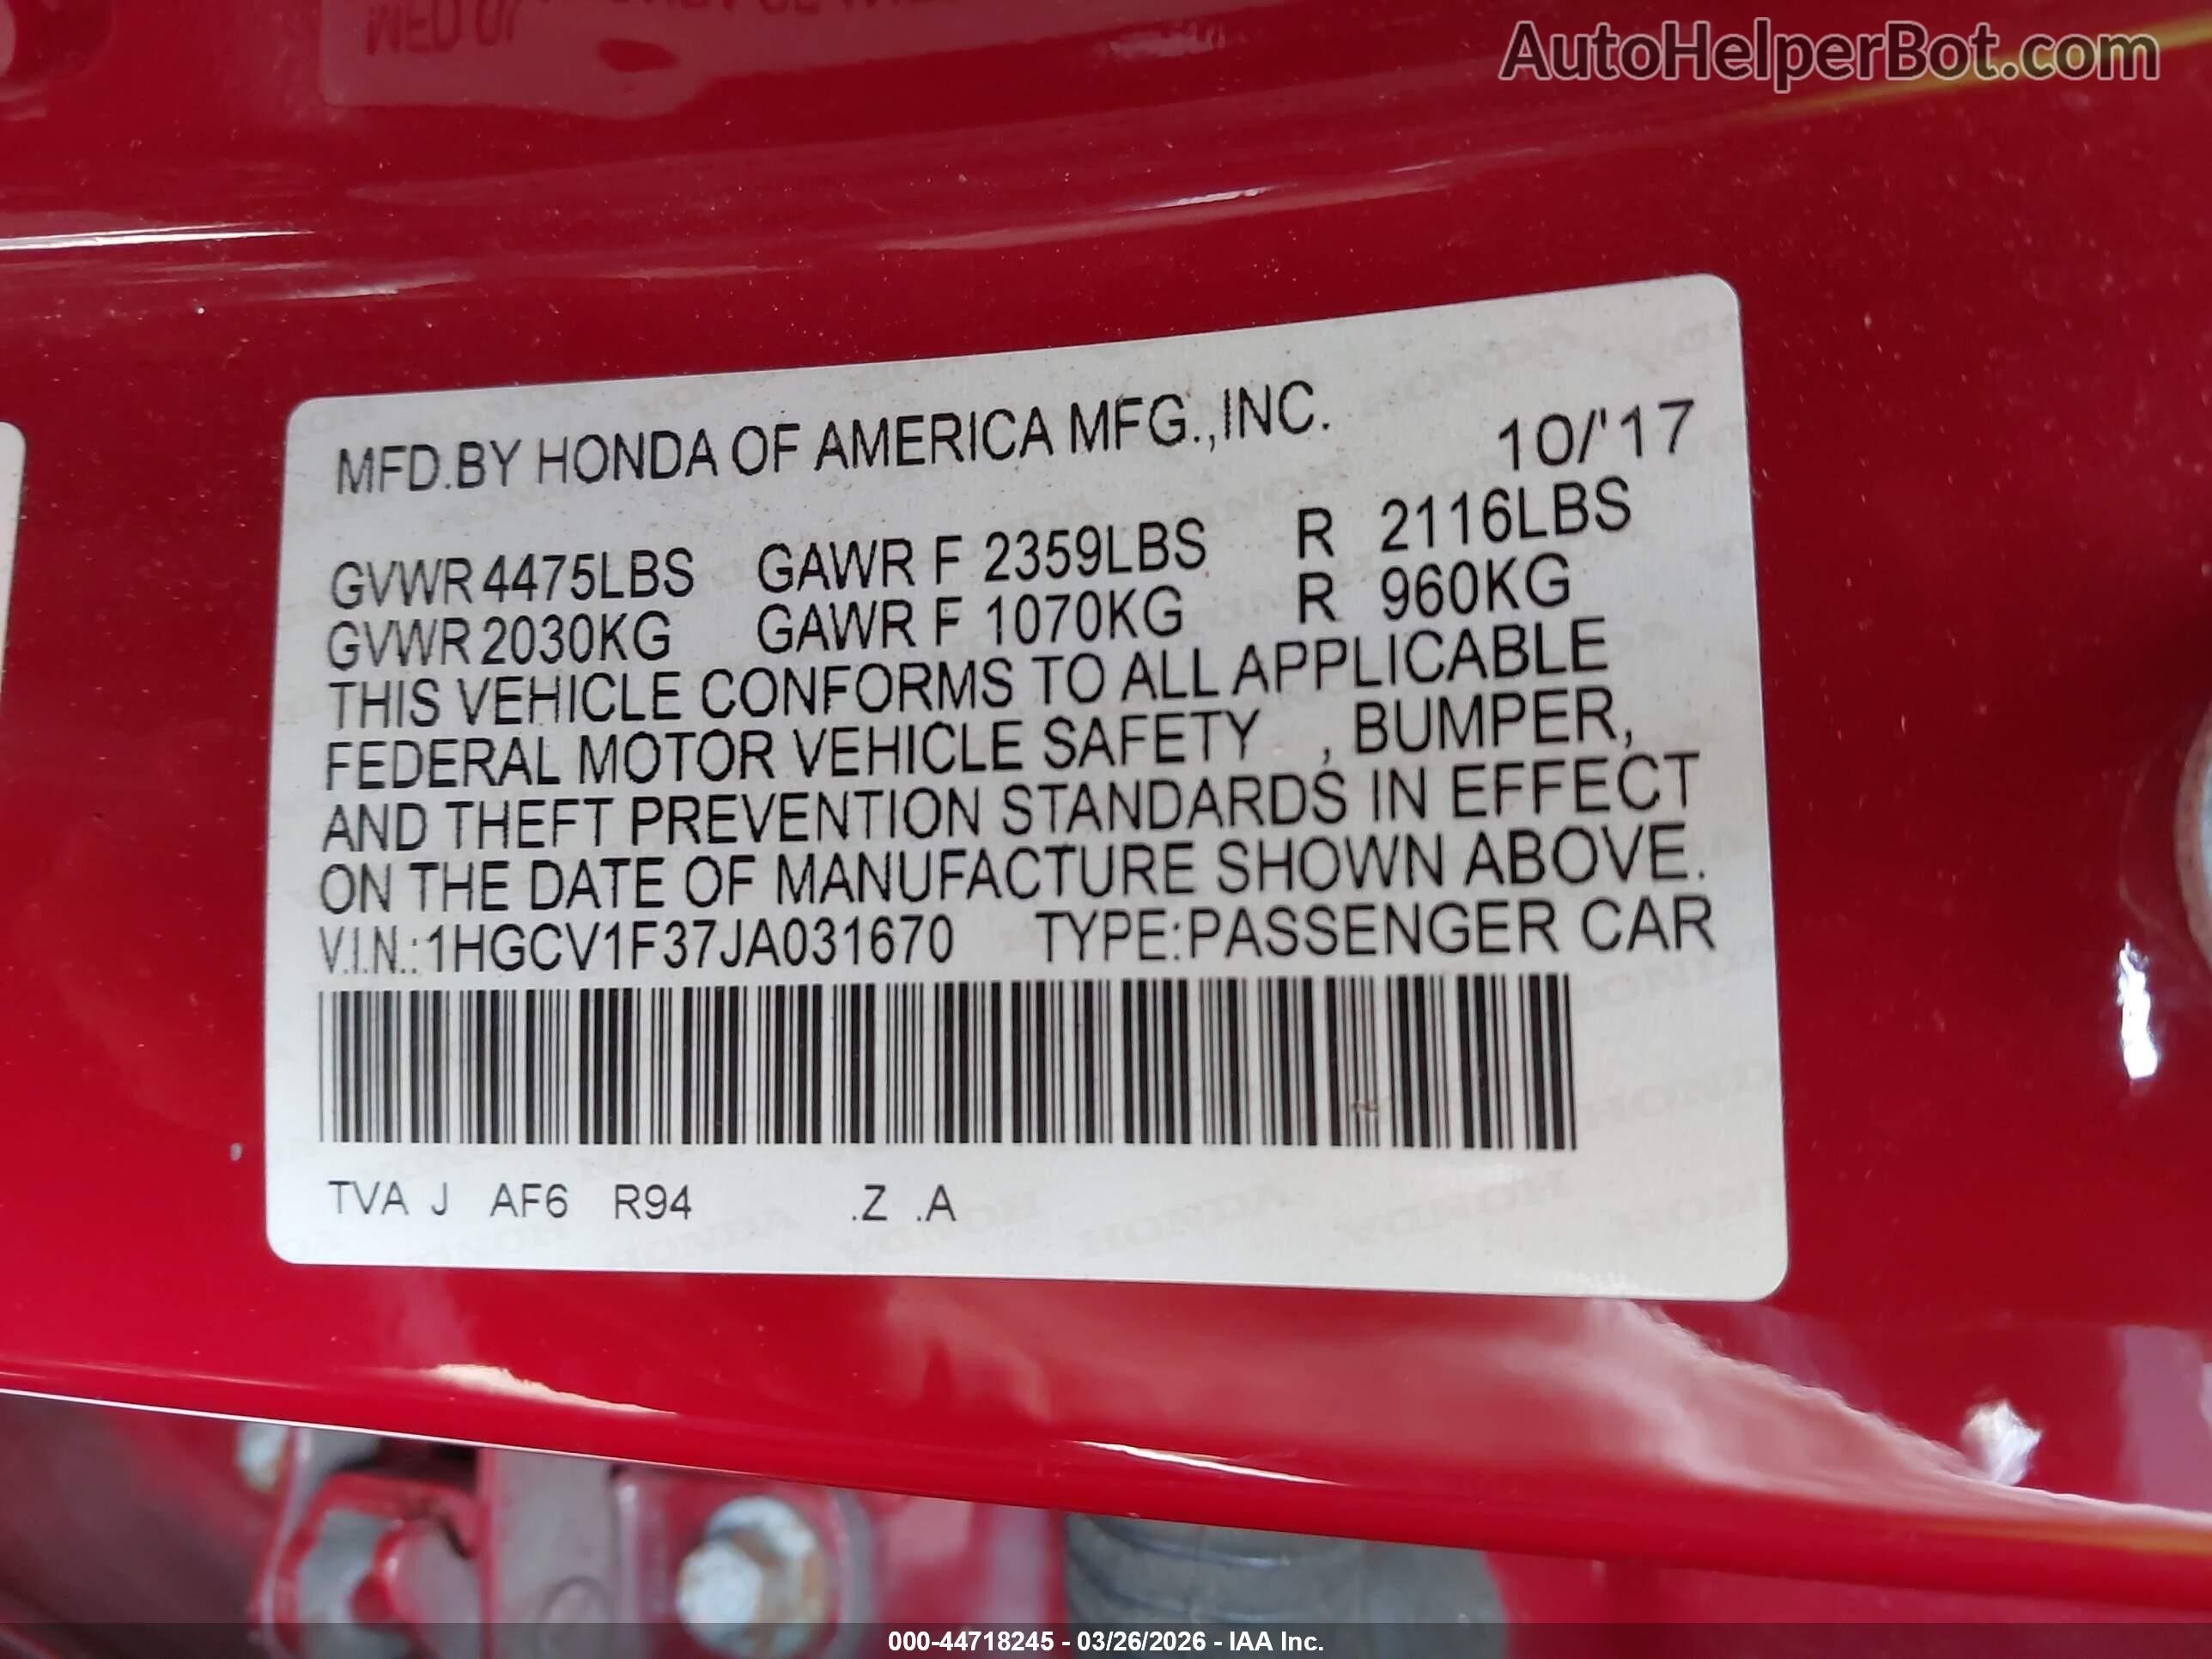 AutoHelperBot.com
MFD.BY HONDA OF AMERICA MFG.,INC. 10/'17
GVWR 4475LBS GAWR F 2359LBS R 2116LBS
GVWR 2030KG GAWR F 1070KG R 960KG
THIS VEHICLE CONFORMS TO ALL APPLICABLE
FEDERAL MOTOR VEHICLE SAFETY , BUMPER,
AND THEFT PREVENTION STANDARDS IN EFFECT
ON THE DATE OF MANUFACTURE SHOWN ABOVE.
V.I.N.: 1HGCV1F37JA031670 TYPE:PASSENGER CAR
TVA J AF6 R94 .Z .A
000-44718245 - 03/26/2026 - IAA Inc.